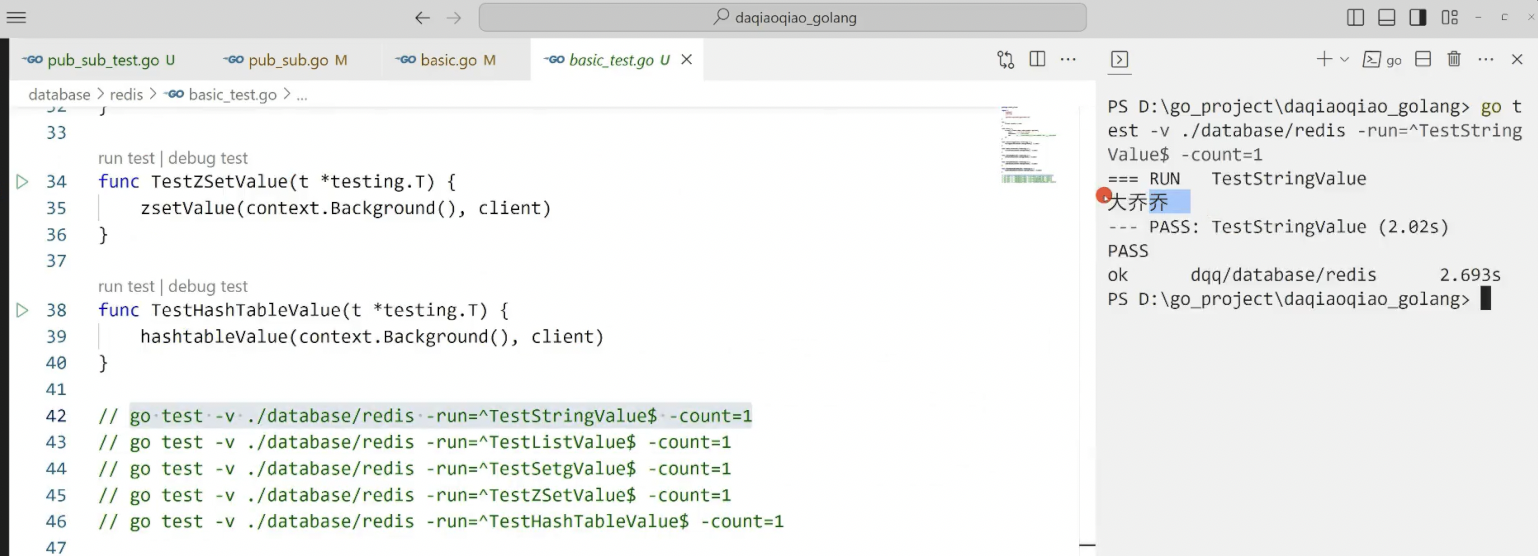 daqiaoqiao_golang
pub_sub_test.go U
pub_sub.go M
basic.go M
basic_test.go U
database > redis > basic_test.go > ...
32 }
33
run test | debug test
34 func TestZSetValue(t *testing.T) {
35 zsetValue(context.Background(), client)
36 }
37
run test | debug test
38 func TestHashTableValue(t *testing.T) {
39 hashtableValue(context.Background(), client)
40 }
41
42 // go test -v ./database/redis -run=^TestStringValue$ -count=1
43 // go test -v ./database/redis -run=^TestListValue$ -count=1
44 // go test -v ./database/redis -run=^TestSetgValue$ -count=1
45 // go test -v ./database/redis -run=^TestZSetValue$ -count=1
46 // go test -v ./database/redis -run=^TestHashTableValue$ -count=1
47
go
PS D:\go_project\daqiaoqiao_golang> go t
est -v ./database/redis -run=^TestString
Value$ -count=1
=== RUN TestStringValue
大乔乔
--- PASS: TestStringValue (2.02s)
PASS
ok dqq/database/redis 2.693s
PS D:\go_project\daqiaoqiao_golang>